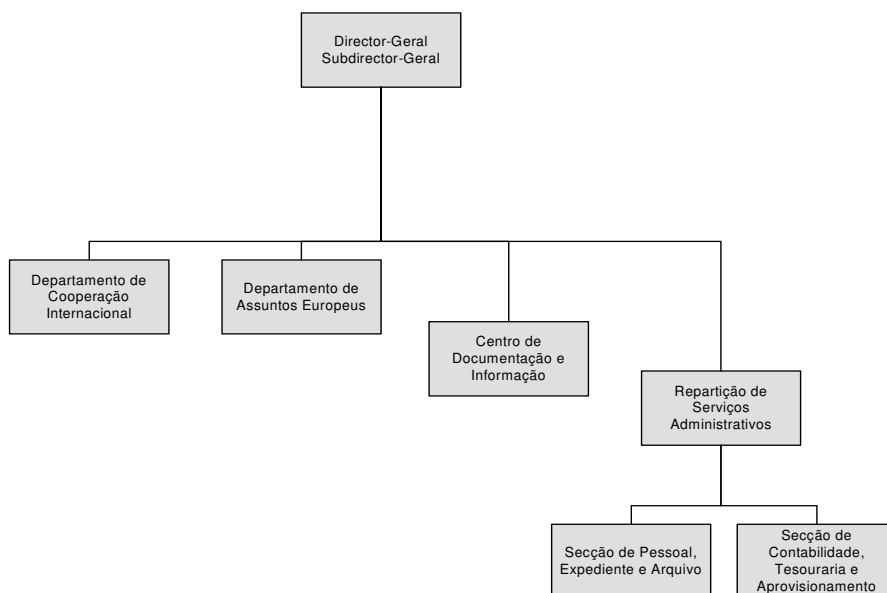 Director-Geral
Subdirector-Geral
Departamento de
Cooperação
Internacional
Departamento de
Assuntos Europeus
Centro de
Documentação e
Informação
Repartição de
Serviços
Administrativos
Secção de Pessoal,
Expediente e Arquivo
Secção de
Contabilidade,
Tesouraria e
Aprovisionamento